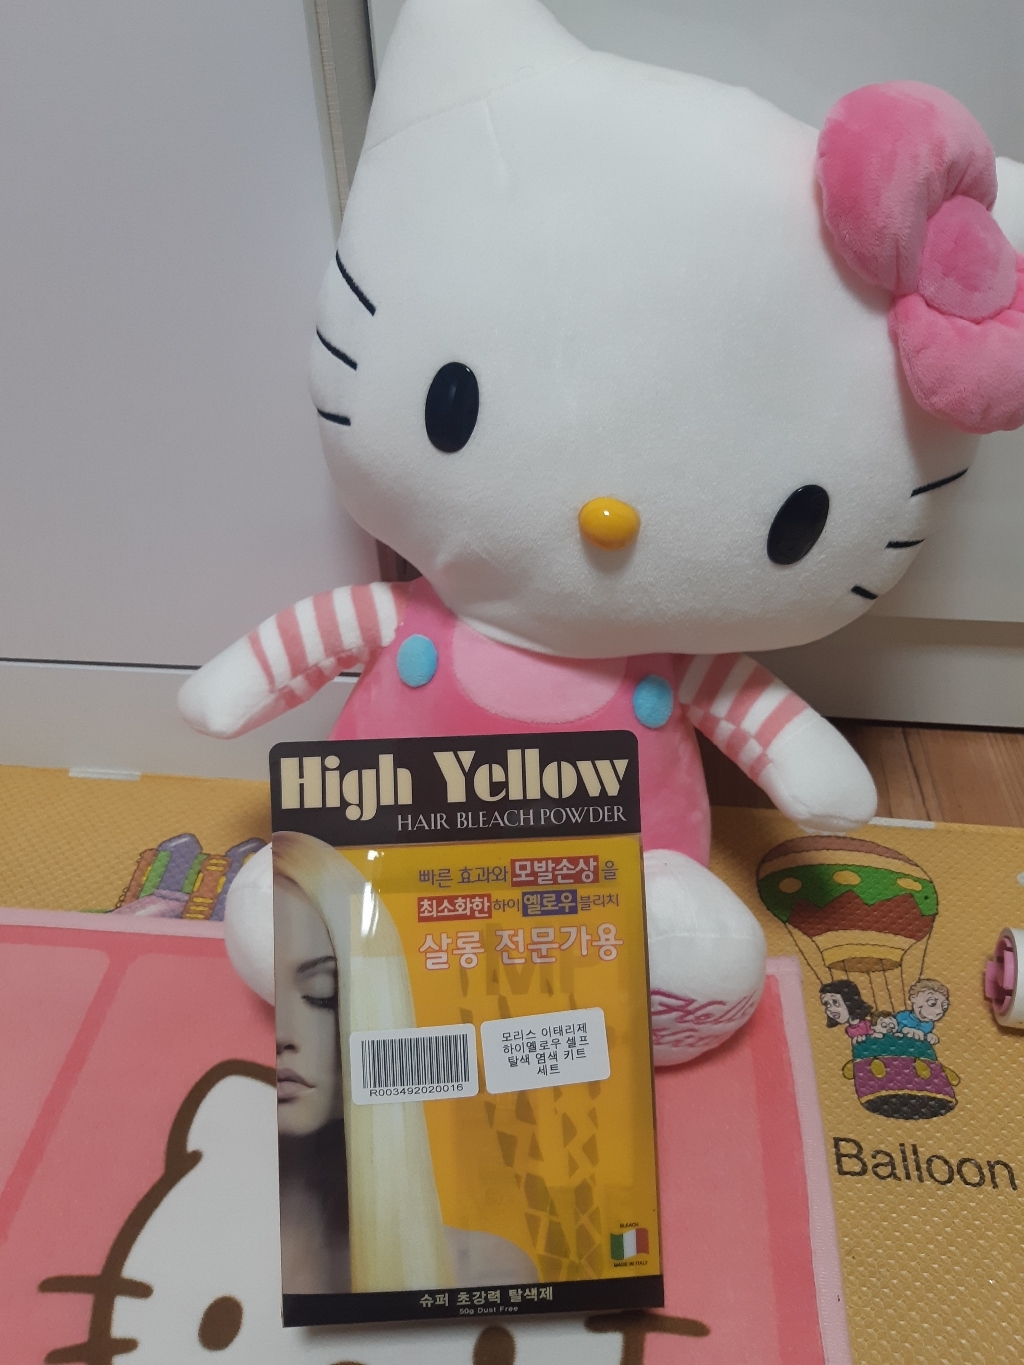 High Yellow
HAIR BLEACH POWDER
빠른 효과와 모발손상을
최소화한 하이 옐로우 블리치
살롱 전문가용
R003492020016
모리스 이태리제
하이옐로우 셀프
탈색 염색 키트
세트
BLEACH
MADE IN ITALY
슈퍼 초강력 탈색제
50g Dust Free
Hello
Balloon